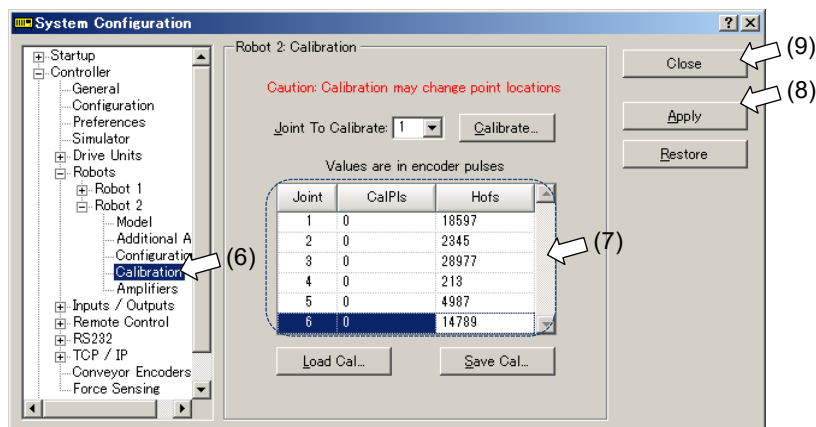 System Configuration
Startup
Controller
General
Configuration
Preferences
Simulator
Drive Units
Robots
Robot 1
Robot 2
Model
Additional A
Configuratio
Calibration
Amplifiers
Inputs / Outputs
Remote Control
RS232
TCP / IP
Conveyor Encoders
Force Sensing
(6)
Robot 2: Calibration
Caution: Calibration may change point locations
Joint To Calibrate: 1 Calibrate...
Values are in encoder pulses
Joint CalPls Hofs
1 0 18597
2 0 2345
3 0 28977
4 0 213
5 0 4987
6 0 14789
(7)
Load Cal... Save Cal...
Close (9)
Apply (8)
Restore